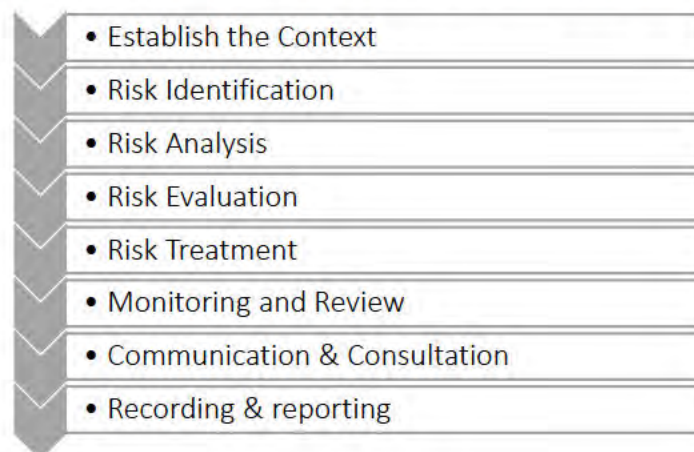 • Establish the Context
• Risk Identification
• Risk Analysis
• Risk Evaluation
• Risk Treatment
• Monitoring and Review
• Communication & Consultation
• Recording & reporting